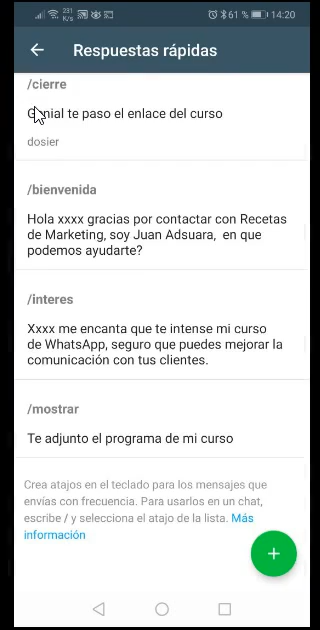 231 K/s 61 % 14:20
Respuestas rápidas
/cierre
Genial te paso el enlace del curso
dosier
/bienvenida
Hola xxxx gracias por contactar con Recetas
de Marketing, soy Juan Adsuara,  en que
podemos ayudarte?
/interes
Xxxx me encanta que te intense mi curso
de WhatsApp, seguro que puedes mejorar la
comunicación con tus clientes.
/mostrar
Te adjunto el programa de mi curso
Crea atajos en el teclado para los mensajes que
envías con frecuencia. Para usarlos en un chat,
escribe / y selecciona el atajo de la lista. Más
información